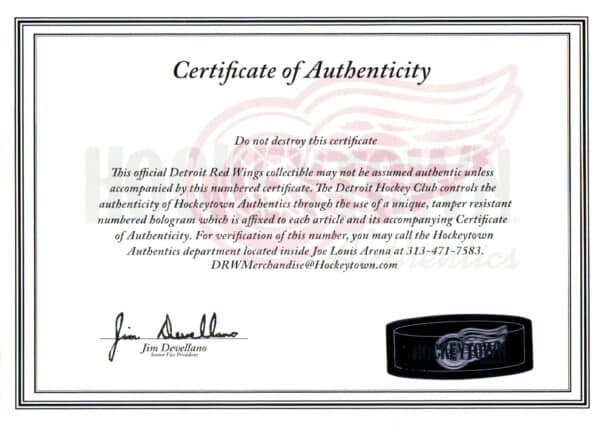 Certificate of Authenticity
Do not destroy this certificate
This official Detroit Red Wings collectible may not be assumed authentic unless
accompanied by this numbered certificate. The Detroit Hockey Club controls the
authenticity of Hockeytown Authentics through the use of a unique, tamper resistant
numbered hologram which is affixed to each article and its accompanying Certificate
of Authenticity. For verification of this number, you may call the Hockeytown
Authentics department located inside Joe Louis Arena at 313-471-7583.
DRWMerchandise@Hockeytown.com
HOCKEYTOWN
Authentics
Jim Devellano
Jim Devellano
Senior Vice President
HOCKEYTOWN